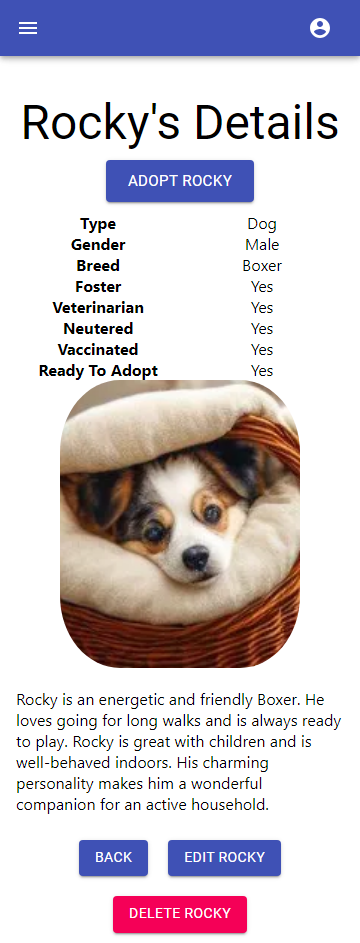 Rocky's Details
ADOPT ROCKY
Type Dog
Gender Male
Breed Boxer
Foster Yes
Veterinarian Yes
Neutered Yes
Vaccinated Yes
Ready To Adopt Yes
Rocky is an energetic and friendly Boxer. He
loves going for long walks and is always ready
to play. Rocky is great with children and is
well-behaved indoors. His charming
personality makes him a wonderful
companion for an active household.
BACK EDIT ROCKY
DELETE ROCKY